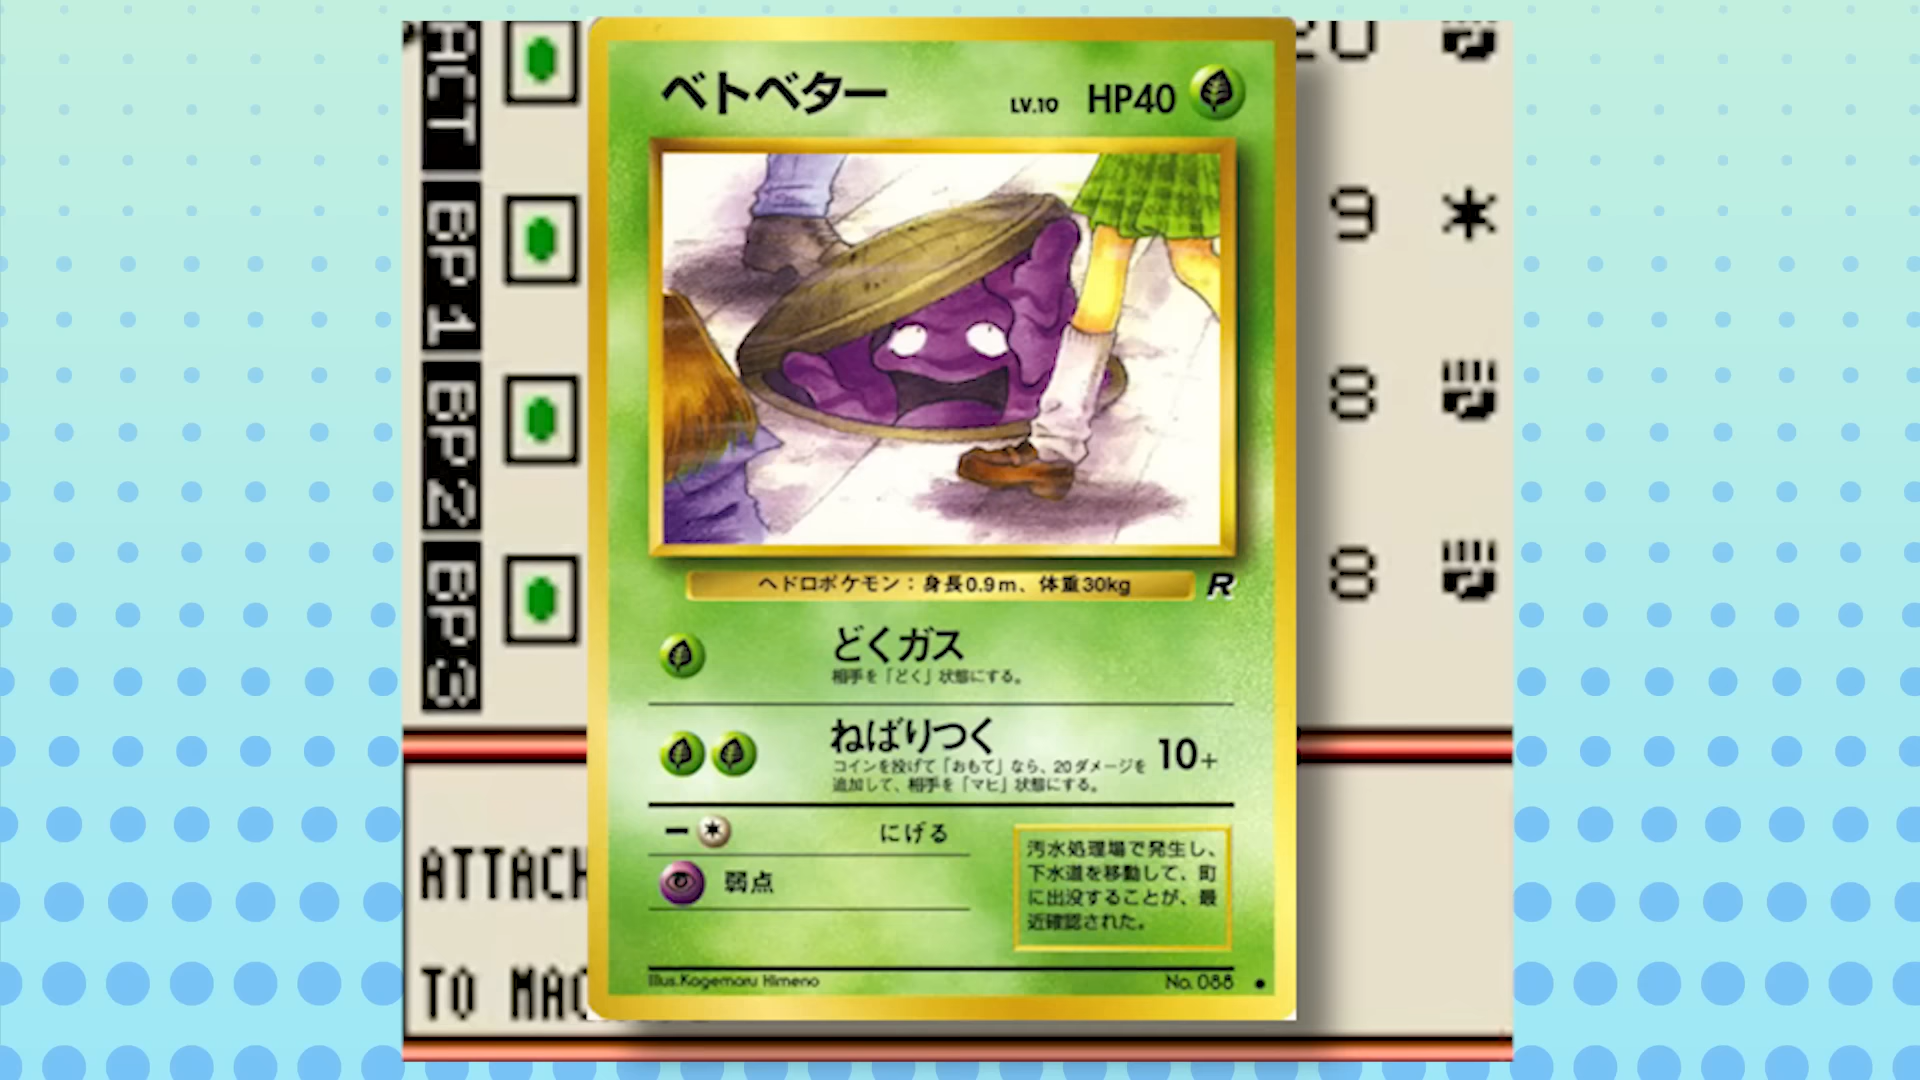 ACT
BP1
BP2
BP3
20
9
8
8
ATTACK
TO MAC
ベトベター
LV.10 HP40
ヘドロポケモン：身長0.9m、体重30kg
R
どくガス
相手を「どく」状態にする。
ねばりつく
10+
コインを投げて「おもて」なら、20ダメージを
追加して、相手を「マヒ」状態にする。
ー
にげる
弱点
汚水処理場で発生し、
下水道を移動して、町
に出没することが、最
近確認された。
Illus.Kagemaru Himeno
No. 088